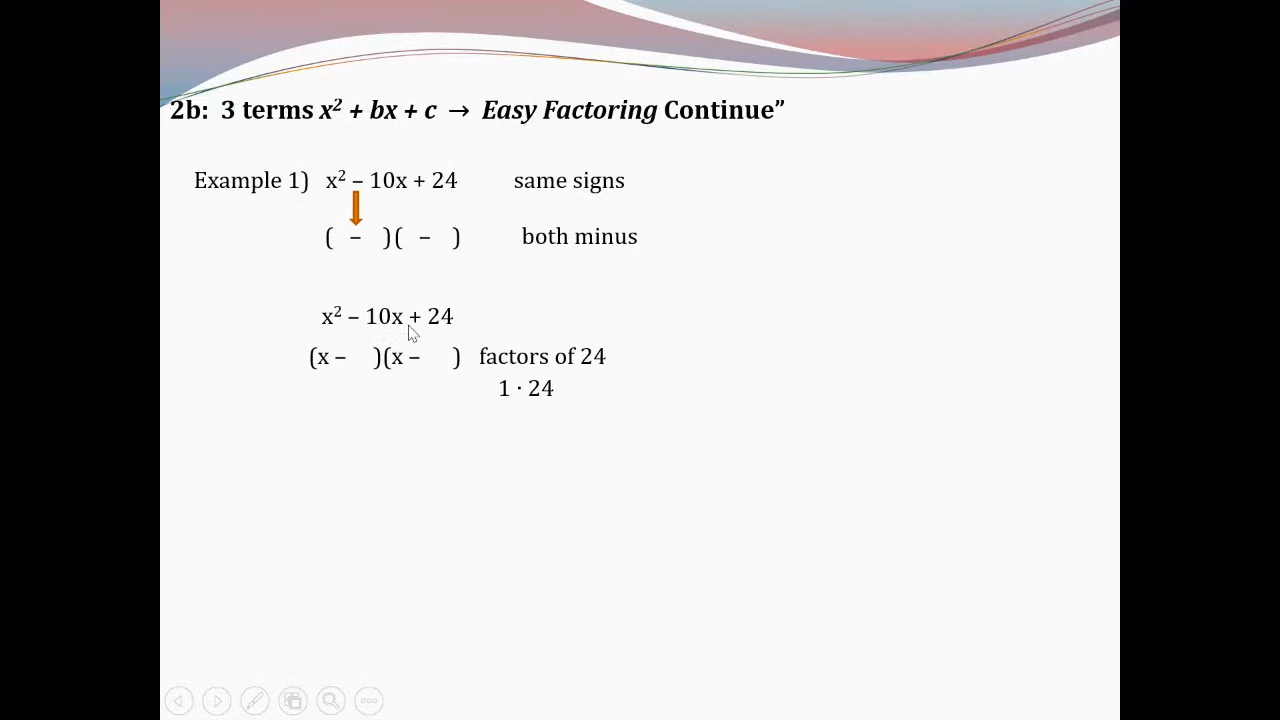 2b:  3 terms x² + bx + c → Easy Factoring Continue”
Example 1)  x² – 10x + 24  same signs
(  –  )(  –  )  both minus
x² – 10x + 24
(x –  )(x –  )  factors of 24
1 · 24